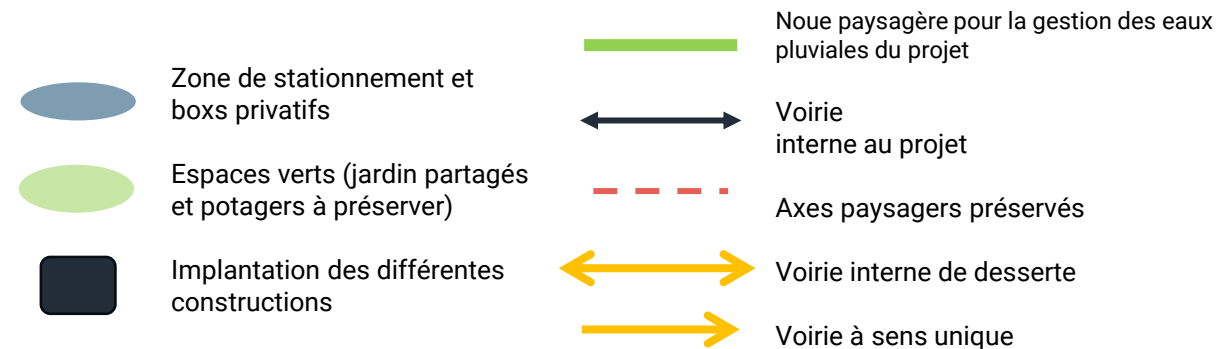 Zone de stationnement et
boxs privatifs
Espaces verts (jardin partagés
et potagers à préserver)
Implantation des différentes
constructions
Noue paysagère pour la gestion des eaux
pluviales du projet
Voirie
interne au projet
Axes paysagers préservés
Voirie interne de desserte
Voirie à sens unique